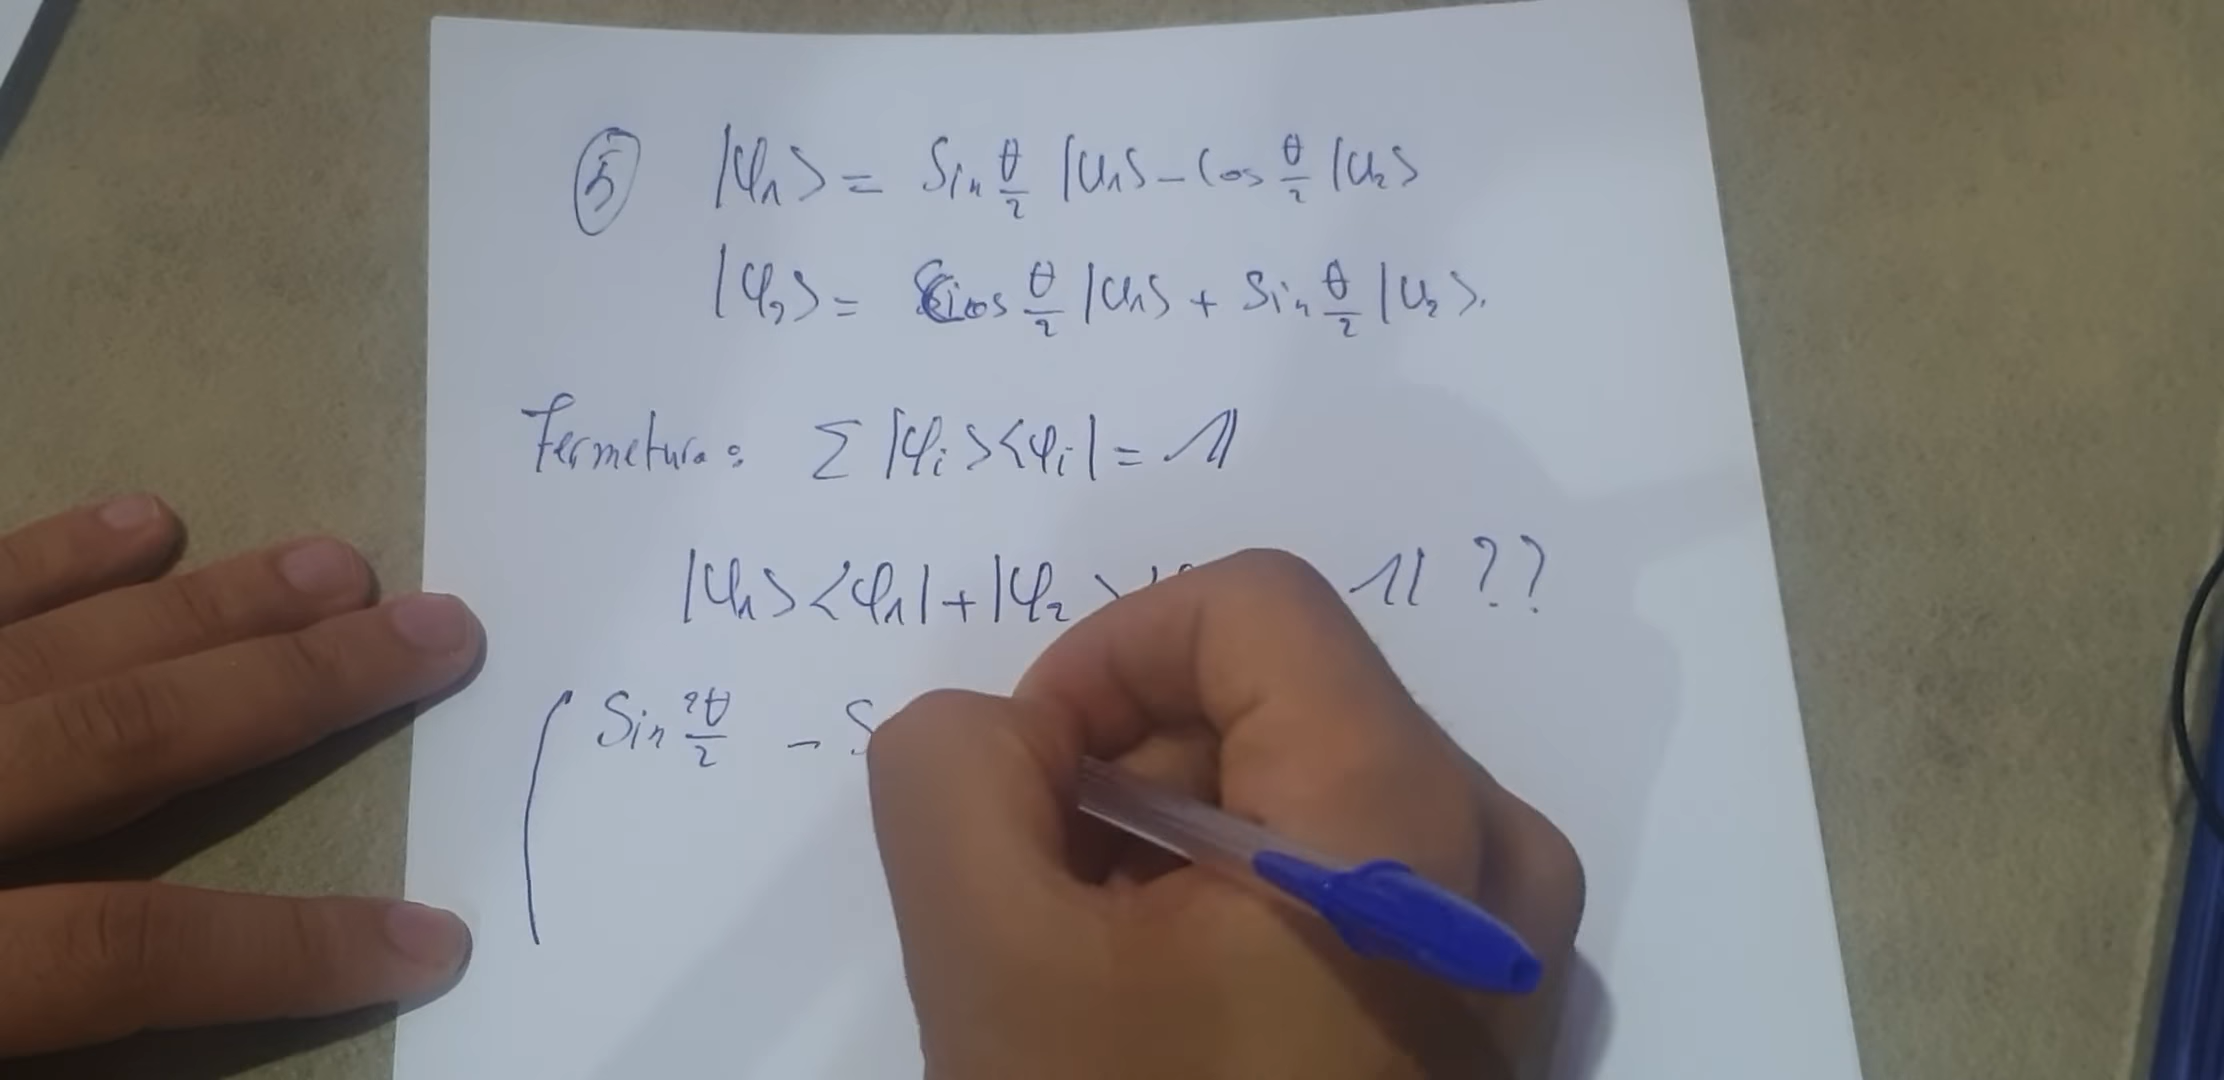 ⑤ |φ₁> = Sin θ/2 |u₁> - Cos θ/2 |u₂>
|φ₂> = Cos θ/2 |u₁> + Sin θ/2 |u₂>.
Fermeture : Σ |φᵢ><φᵢ| = 𝟙
|φ₁><φ₁| + |φ₂> 𝟙 ??
( Sin²θ/2 - S